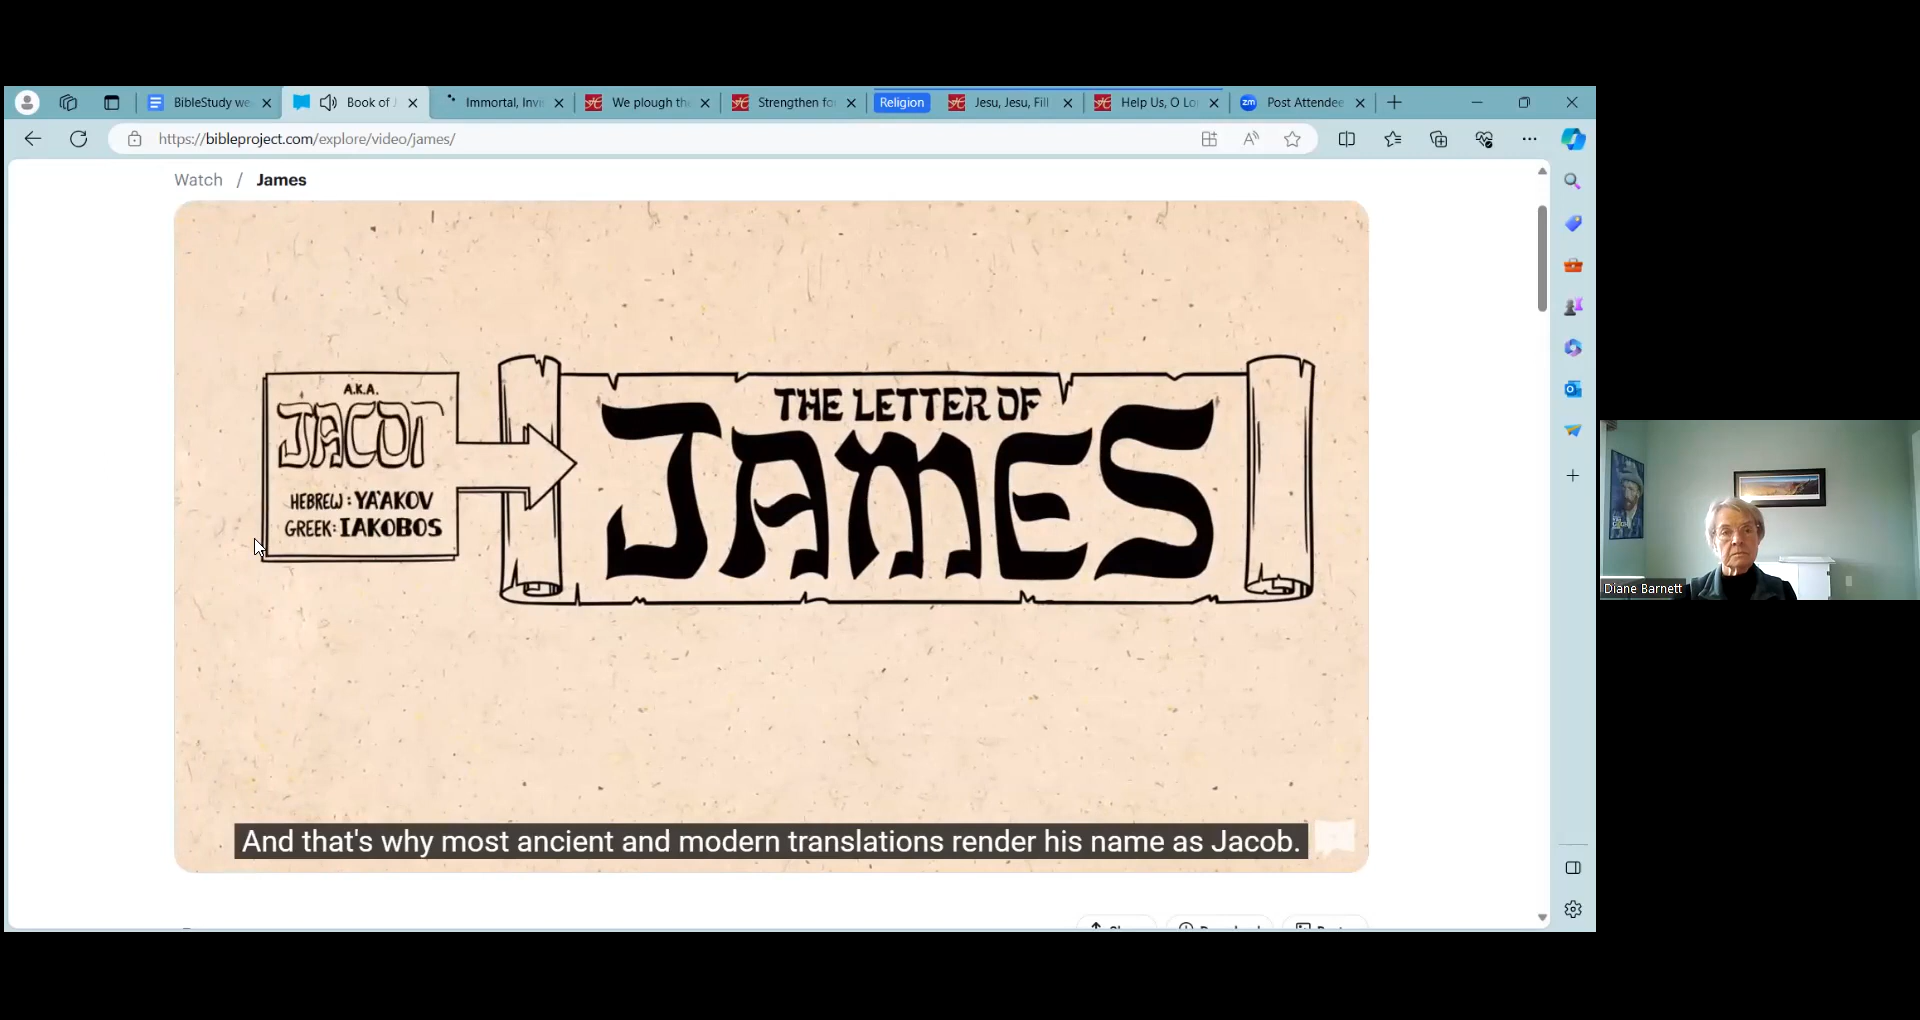 BibleStudy we
Book of J
Immortal, Invi
We plough th
Strengthen fo
Religion
Jesu, Jesu, Fill
Help Us, O Lo
zm
Post Attendee
https://bibleproject.com/explore/video/james/
Watch / James
A.K.A.
HEBREW: YA'AKOV
GREEK: IAKOBOS
THE LETTER OF
JAMES
And that's why most ancient and modern translations render his name as Jacob.
Diane Barnett